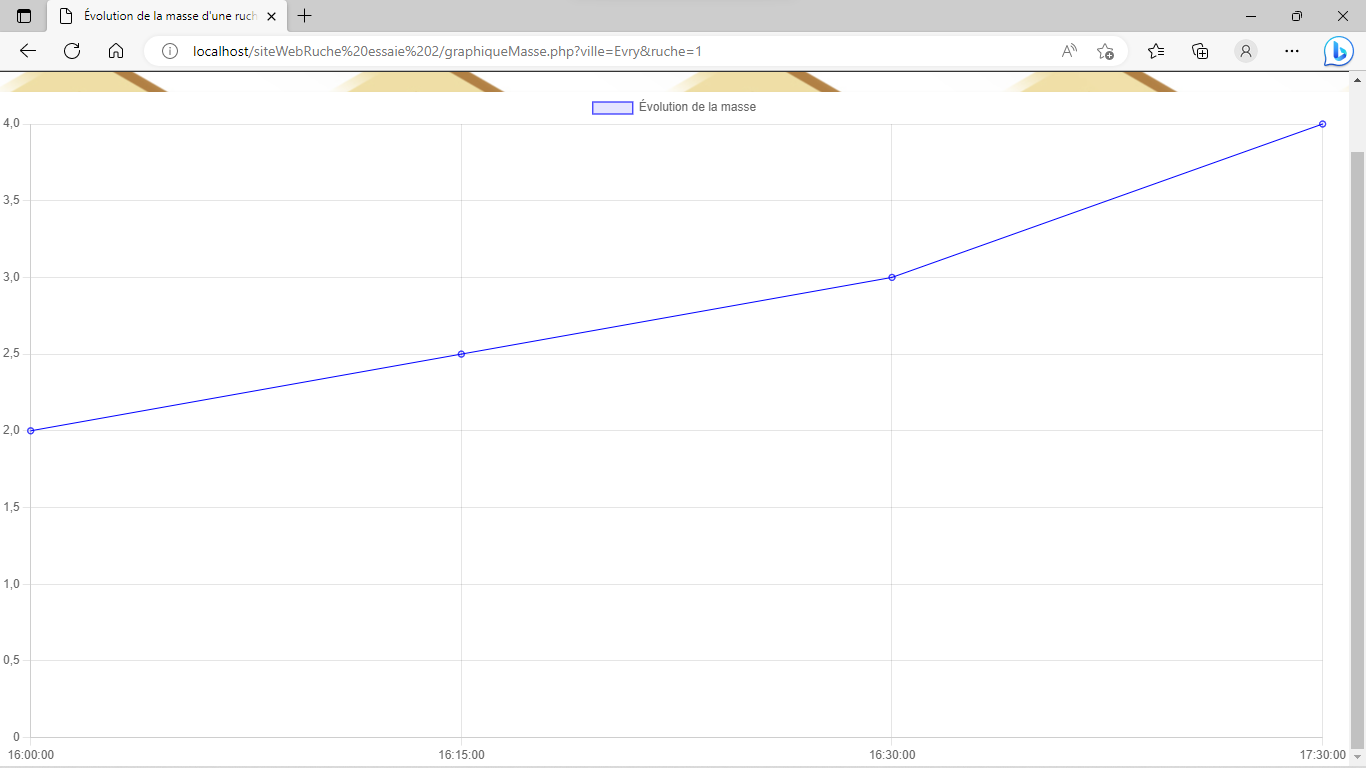 Évolution de la masse d'une ruch
localhost/siteWebRuche%20essaie%202/graphiqueMasse.php?ville=Evry&ruche=1
Évolution de la masse
4,0
3,5
3,0
2,5
2,0
1,5
1,0
0,5
0
16:00:00 16:15:00 16:30:00 17:30:00